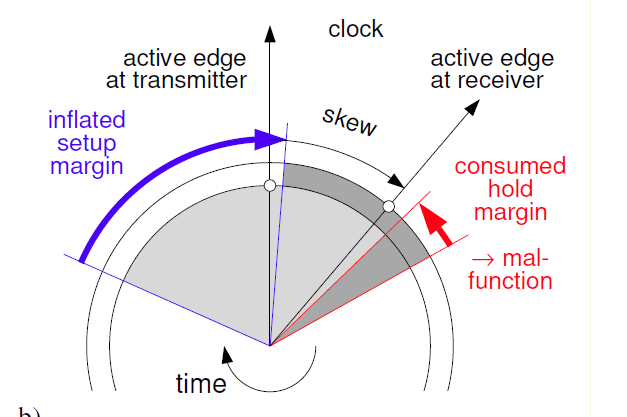 clock
active edge
at transmitter
active edge
at receiver
inflated
setup
margin
skew
consumed
hold
margin
→ mal-
function
time
b)